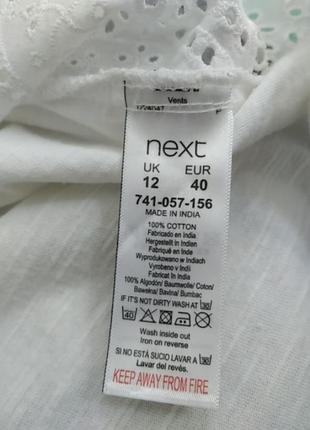 Vents
next
UK EUR
12 40
741-057-156
MADE IN INDIA
100% COTTON
Fabricado en India
Hergestellt in Indien
Fabriqué en Inde
Wyprodukowano w Indiach
Vyrobeno v Indii
Fabricat în India
100% Algodón/ Baumwolle/ Coton/
Bawełna/ Bavlna/ Bumbac
IF IT'S NOT DIRTY WASH AT 30
40
Wash inside out
Iron on reverse
SI NO ESTÁ SUCIO LAVAR A 30
Lavar del revés.
KEEP AWAY FROM FIRE